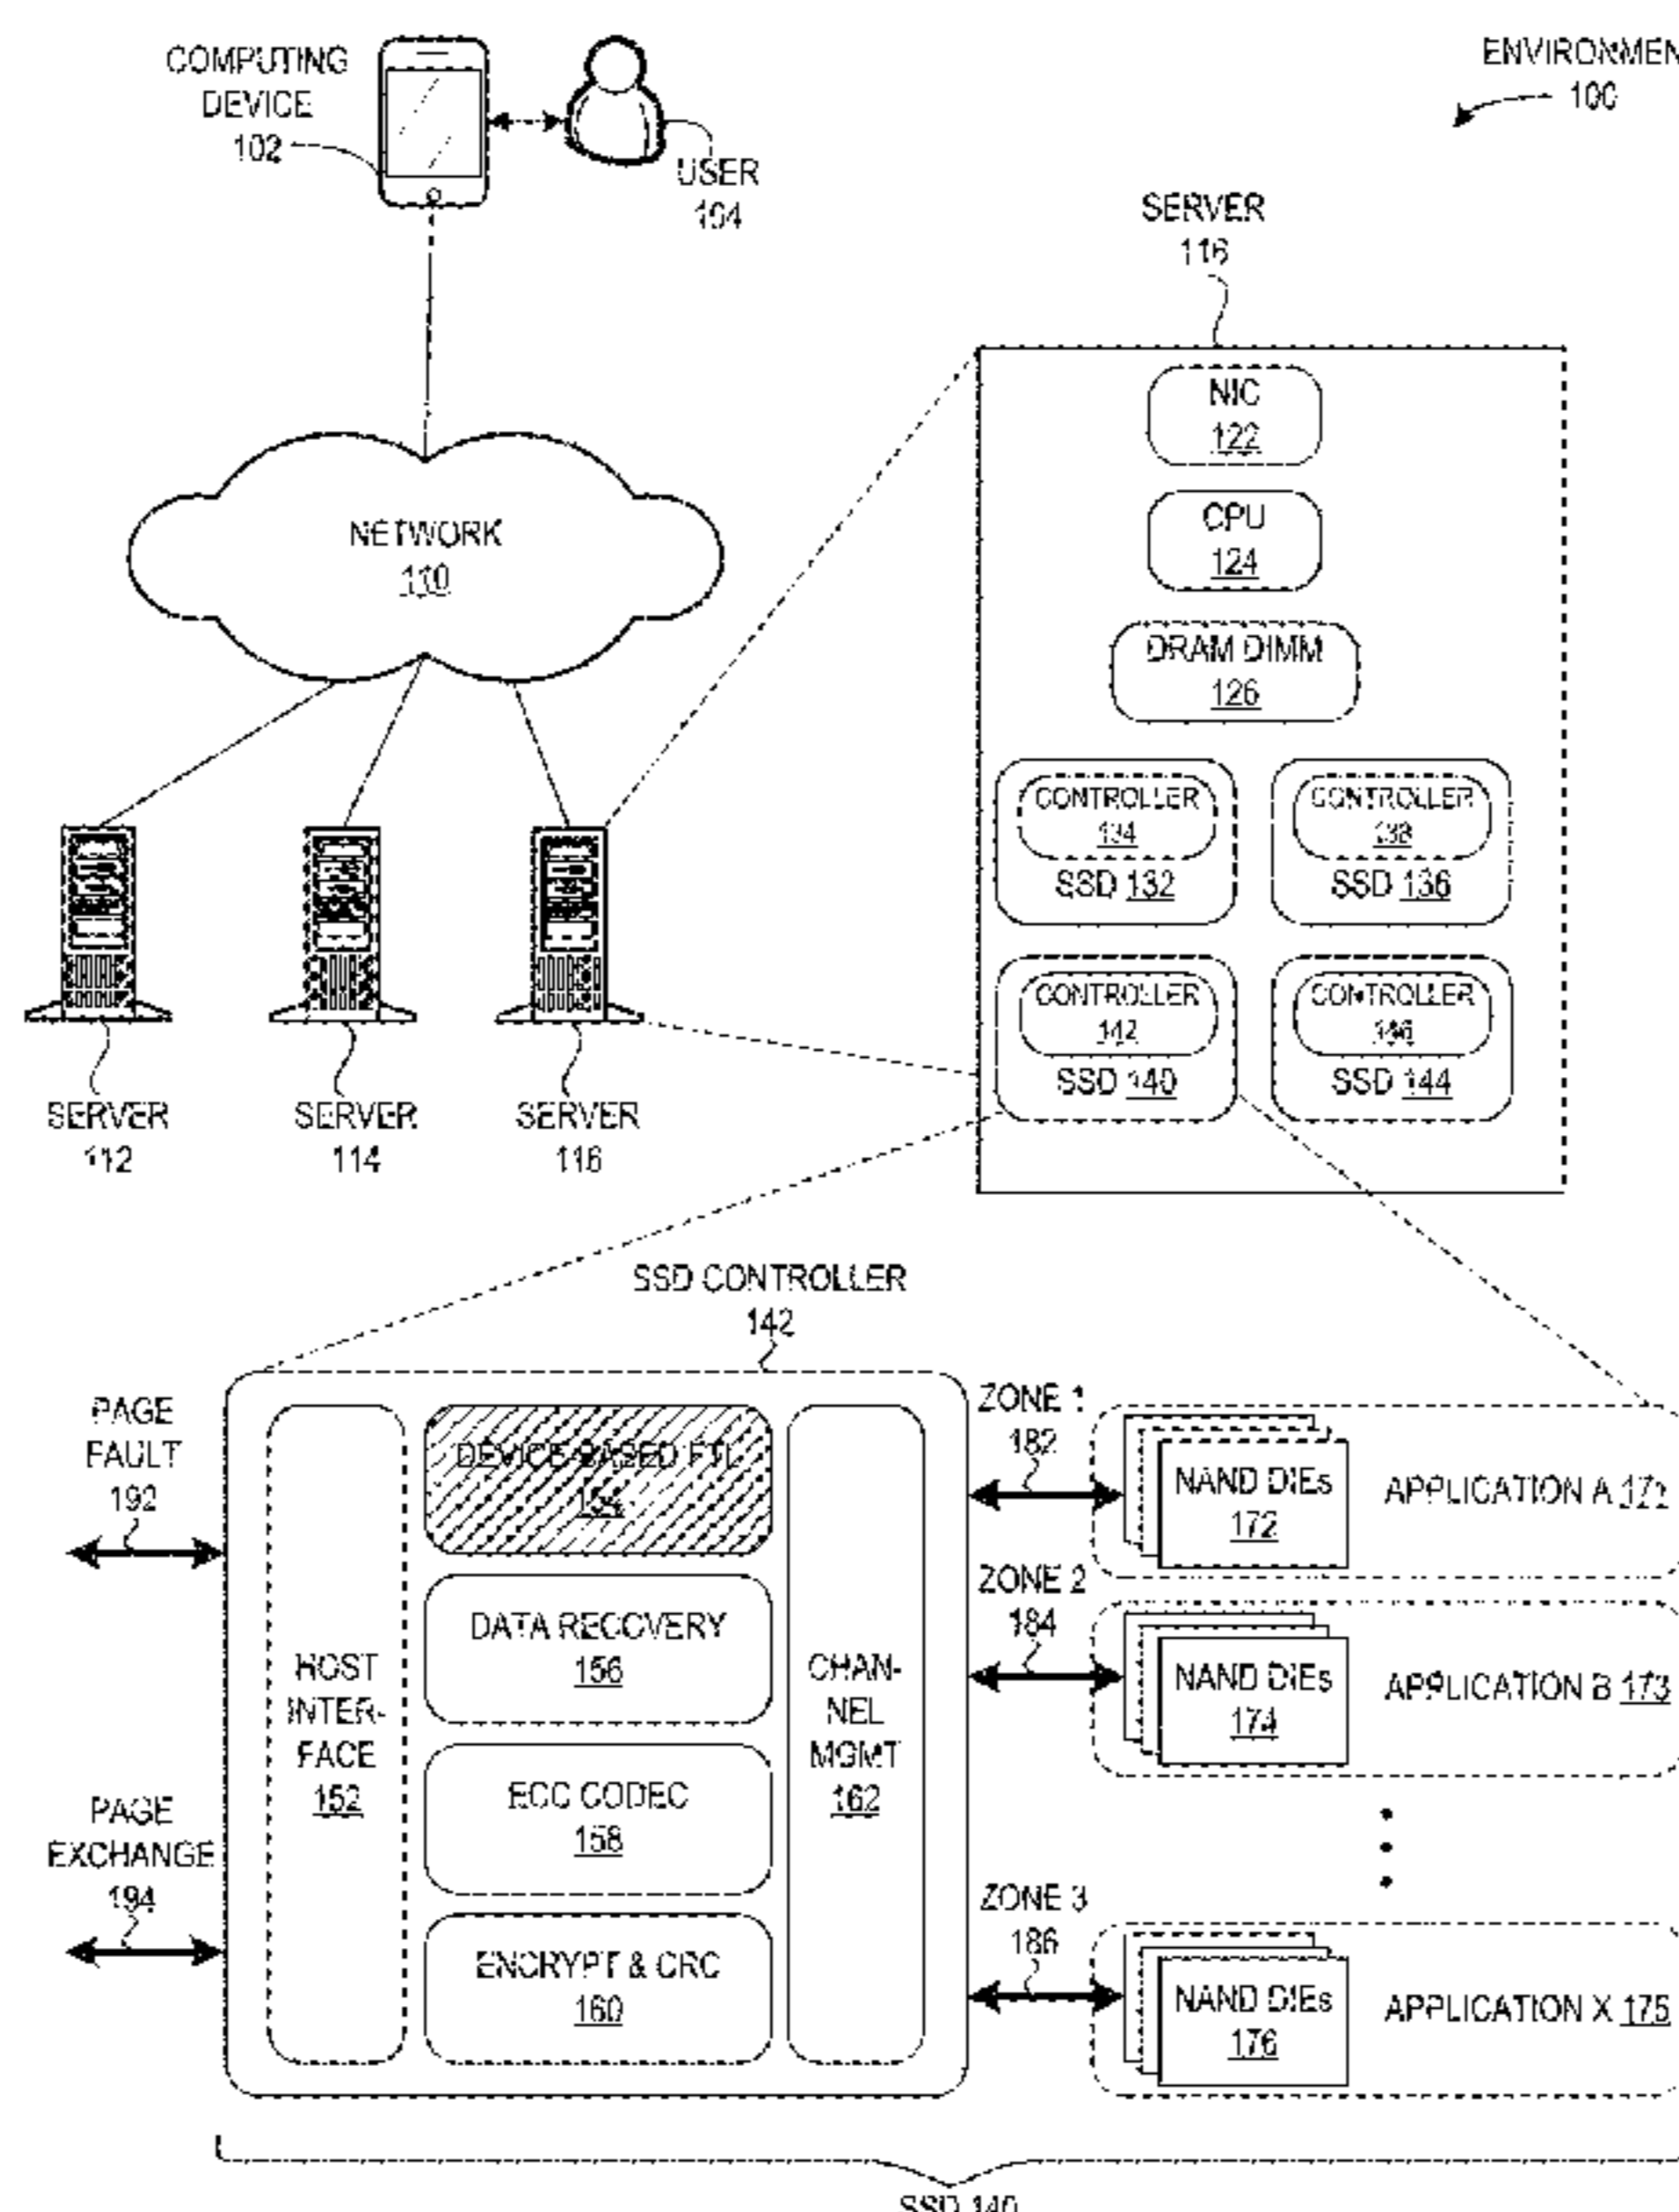 COMPUTING
DEVICE
102
USER
104
ENVIRONMEN
100
SERVER
116
NIC
122
CPU
124
DRAM DIMM
126
NETWORK
110
CONTROLLER
134
SSD 132
CONTROLLER
138
SSD 136
CONTROLLER
142
SSD 140
CONTROLLER
146
SSD 144
SERVER
112
SERVER
114
SERVER
116
SSD CONTROLLER
142
PAGE
FAULT
192
PAGE
EXCHANGE
194
HOST
INTER-
FACE
152
DEVICE-BASED FTL
154
DATA RECOVERY
156
ECC CODEC
158
ENCRYPT & CRC
160
CHAN-
NEL
MGMT
162
ZONE 1
182
NAND DIEs
172
APPLICATION A 171
ZONE 2
184
NAND DIEs
174
APPLICATION B 173
ZONE 3
186
NAND DIEs
176
APPLICATION X 175
SSD 140